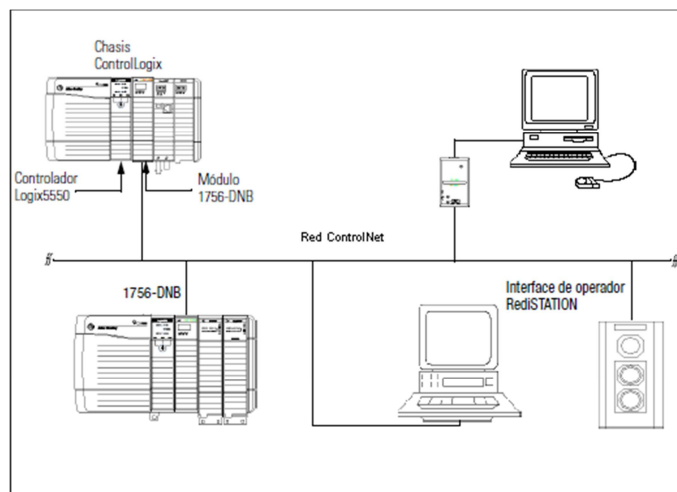 Chasis
ControlLogix
Controlador
Logix5550
Módulo
1756-DNB
Red ControlNet
1756-DNB
Interface de operador
RediSTATION